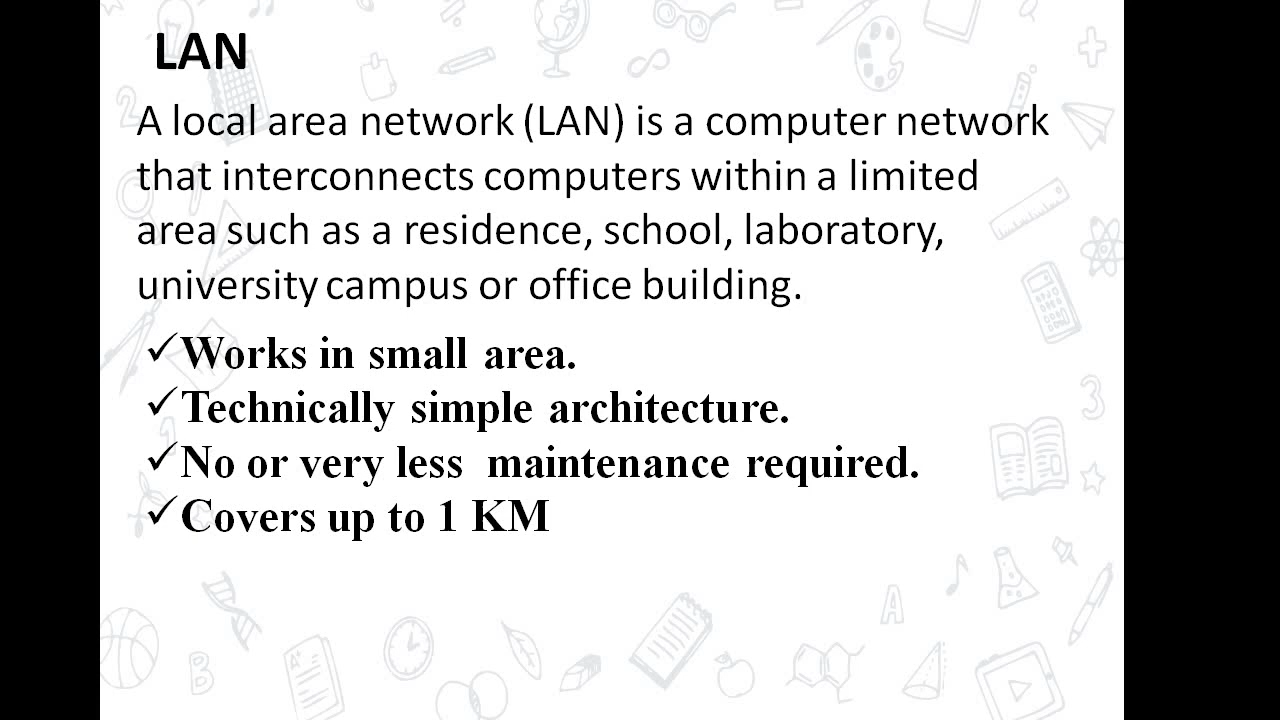 LAN
A local area network (LAN) is a computer network
that interconnects computers within a limited
area such as a residence, school, laboratory,
university campus or office building.
✓Works in small area.
✓Technically simple architecture.
✓No or very less maintenance required.
✓Covers up to 1 KM